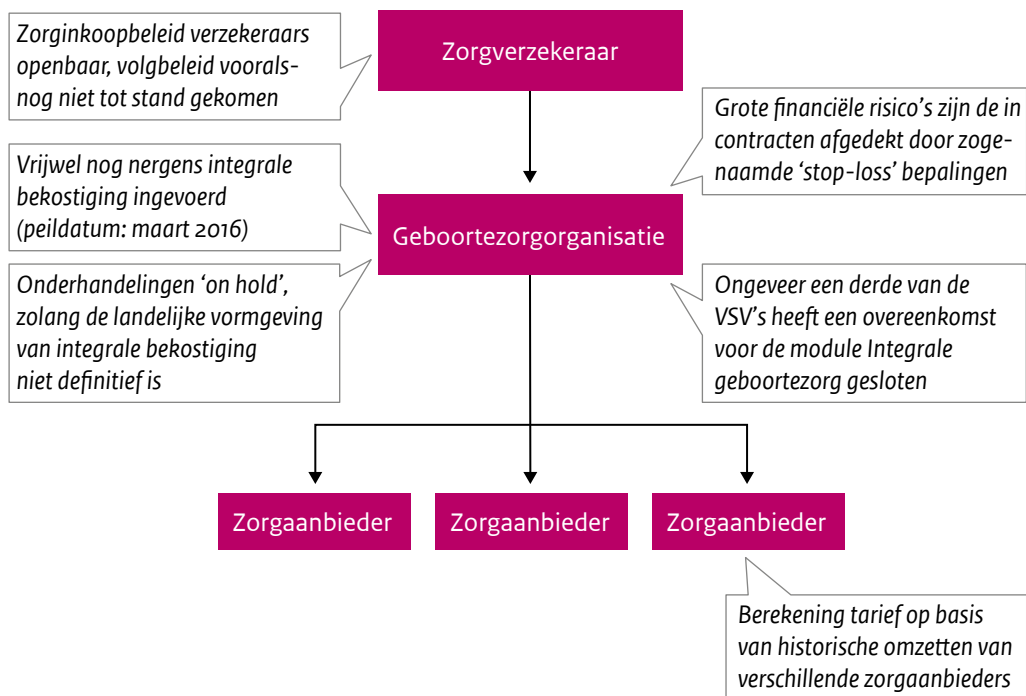 Zorginkoopbeleid verzekeraars
openbaar, volgbeleid voorals-
nog niet tot stand gekomen
Zorgverzekeraar
Grote financiële risico's zijn de in
contracten afgedekt door zoge-
naamde ‘stop-loss’ bepalingen
Vrijwel nog nergens integrale
bekostiging ingevoerd
(peildatum: maart 2016)
Geboortezorgorganisatie
Onderhandelingen ‘on hold’,
zolang de landelijke vormgeving
van integrale bekostiging
niet definitief is
Ongeveer een derde van de
VSV's heeft een overeenkomst
voor de module Integrale
geboortezorg gesloten
Zorgaanbieder
Zorgaanbieder
Zorgaanbieder
Berekening tarief op basis
van historische omzetten van
verschillende zorgaanbieders